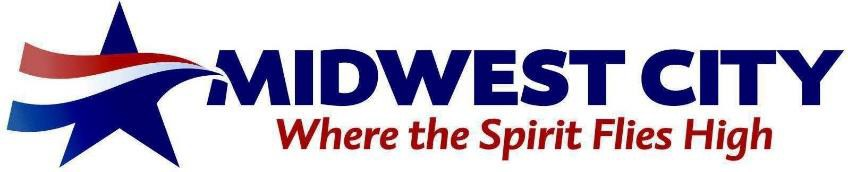 MIDWEST CITY
Where the Spirit Flies High